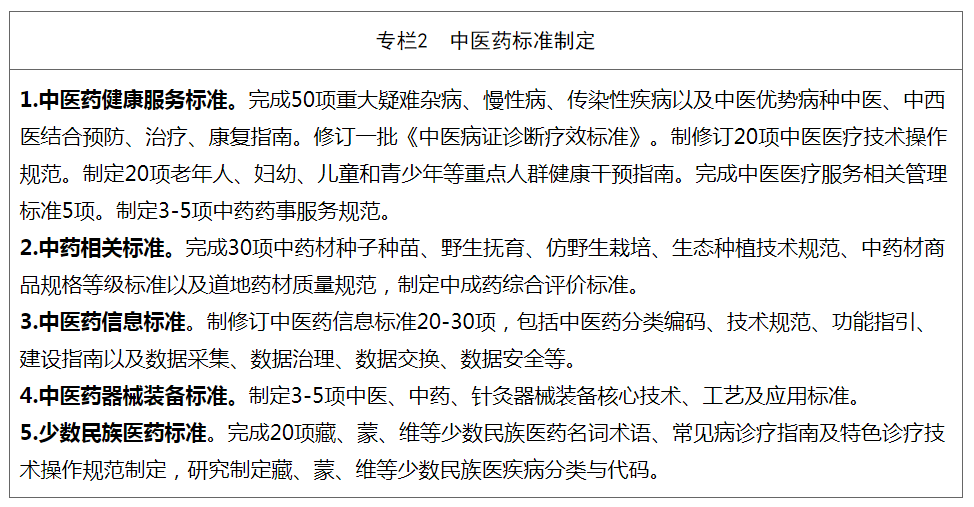 专栏2 中医药标准制定
1.中医药健康服务标准。完成50项重大疑难杂病、慢性病、传染性疾病以及中医优势病种中医、中西
医结合预防、治疗、康复指南。修订一批《中医病证诊断疗效标准》。制修订20项中医医疗技术操作
规范。制定20项老年人、妇幼、儿童和青少年等重点人群健康干预指南。完成中医医疗服务相关管理
标准5项。制定3-5项中药药事服务规范。
2.中药相关标准。完成30项中药材种子种苗、野生抚育、仿野生栽培、生态种植技术规范、中药材商
品规格等级标准以及道地药材质量规范，制定中成药综合评价标准。
3.中医药信息标准。制修订中医药信息标准20-30项，包括中医药分类编码、技术规范、功能指引、
建设指南以及数据采集、数据治理、数据交换、数据安全等。
4.中医药器械装备标准。制定3-5项中医、中药、针灸器械装备核心技术、工艺及应用标准。
5.少数民族医药标准。完成20项藏、蒙、维等少数民族医药名词术语、常见病诊疗指南及特色诊疗技
术操作规范制定，研究制定藏、蒙、维等少数民族医疾病分类与代码。